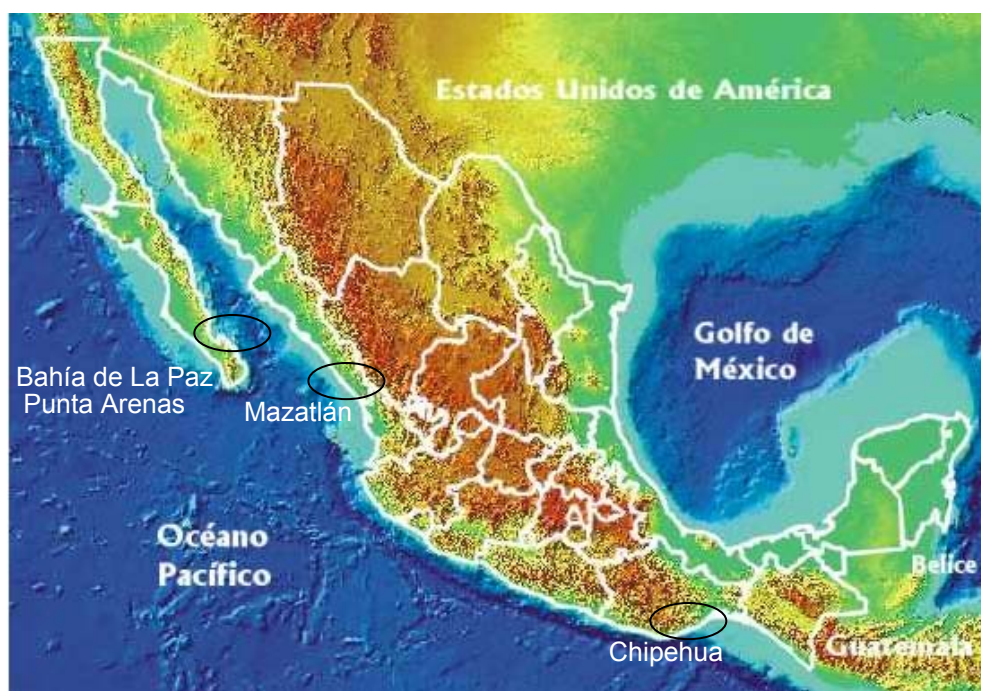 Estados Unidos de América
Golfo de
México
Bahía de La Paz
Punta Arenas
Mazatlán
A
Océano
Pacífico
Belice
Chipehua
Guatemala